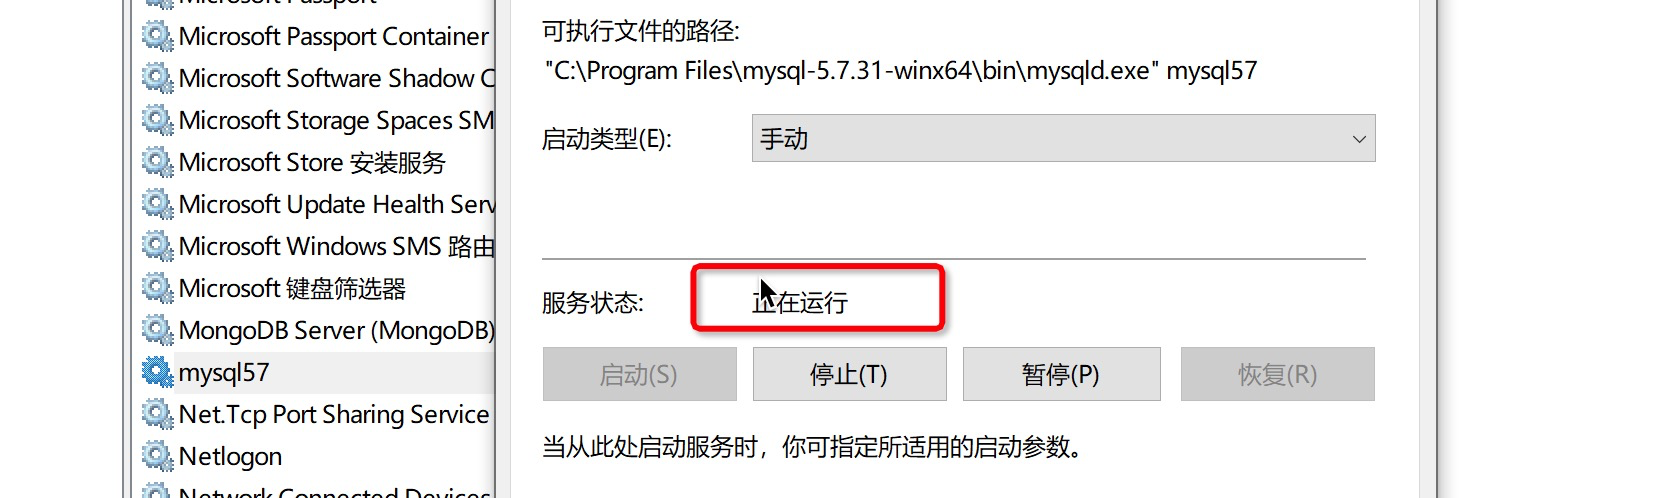 Microsoft Passport
Microsoft Passport Container
Microsoft Software Shadow C
Microsoft Storage Spaces SM
Microsoft Store 安装服务
Microsoft Update Health Serv
Microsoft Windows SMS 路由
Microsoft 键盘筛选器
MongoDB Server (MongoDB)
mysql57
Net.Tcp Port Sharing Service
Netlogon
Network Connected Devices
可执行文件的路径:
"C:\Program Files\mysql-5.7.31-winx64\bin\mysqld.exe" mysql57
启动类型(E):
手动
服务状态:
正在运行
启动(S)
停止(T)
暂停(P)
恢复(R)
当从此处启动服务时，你可指定所适用的启动参数。